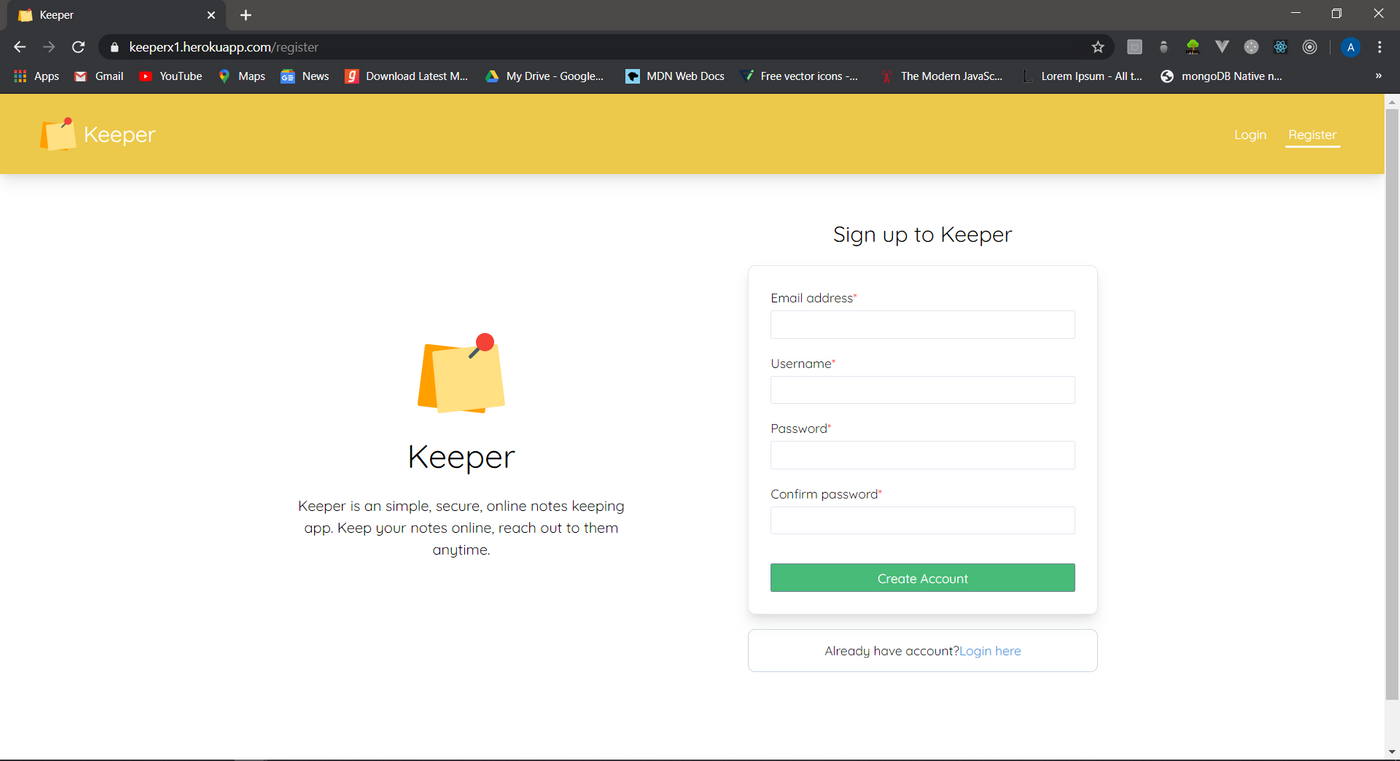 Keeper
keeperx1.herokuapp.com/register
A
Apps Gmail YouTube Maps News Download Latest M... My Drive - Google... MDN Web Docs Free vector icons -... The Modern JavaSc... Lorem Ipsum - All t... mongoDB Native n... »
Keeper
Login Register
Sign up to Keeper
Email address*
Username*
Password*
Confirm password*
Create Account
Already have account?Login here
Keeper
Keeper is an simple, secure, online notes keeping
app. Keep your notes online, reach out to them
anytime.